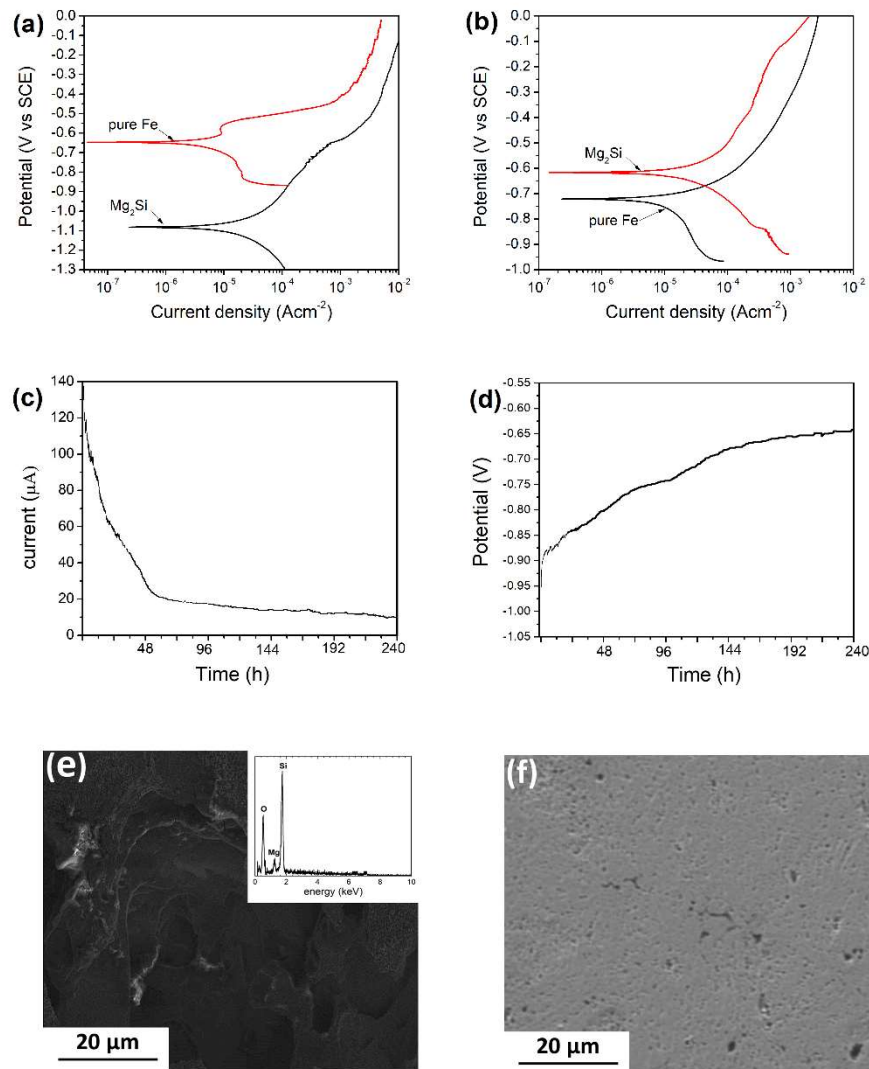 (a)
0.0
-0.1
-0.2
-0.3
-0.4
-0.5
-0.6
-0.7
-0.8
-0.9
-1.0
-1.1
-1.2
-1.3
Potential (V vs SCE)
pure Fe
Mg2Si
10-7 10-6 10-5 10-4 10-3 10-2
Current density (Acm-2)
(b)
0.0
-0.1
-0.2
-0.3
-0.4
-0.5
-0.6
-0.7
-0.8
-0.9
-1.0
Potential (V vs SCE)
Mg2Si
pure Fe
10-7 10-6 10-5 10-4 10-3 10-2
Current density (Acm-2)
(c)
140
120
100
80
60
40
20
0
current (µA)
48 96 144 192 240
Time (h)
(d)
-0.55
-0.60
-0.65
-0.70
-0.75
-0.80
-0.85
-0.90
-0.95
-1.00
-1.05
Potential (V)
48 96 144 192 240
Time (h)
(e)
Si
O
Mg
0 2 4 6 8 10
energy (keV)
20 µm
(f)
20 µm